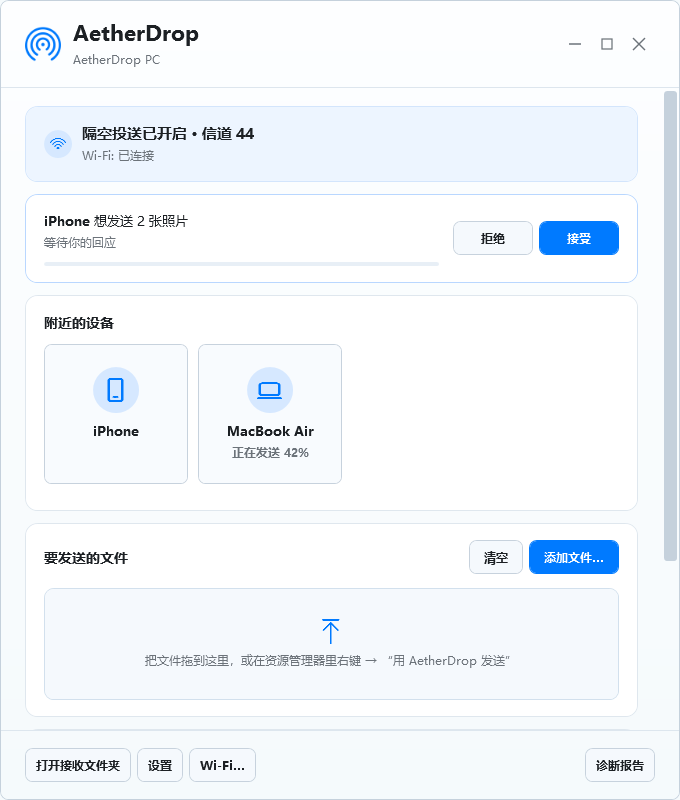 AetherDrop
AetherDrop PC
隔空投送已开启 • 信道 44
Wi-Fi: 已连接
iPhone 想发送 2 张照片
等待你的回应
拒绝
接受
附近的设备
iPhone
MacBook Air
正在发送 42%
要发送的文件
清空
添加文件...
把文件拖到这里，或在资源管理器里右键 → “用 AetherDrop 发送”
打开接收文件夹
设置
Wi-Fi...
诊断报告